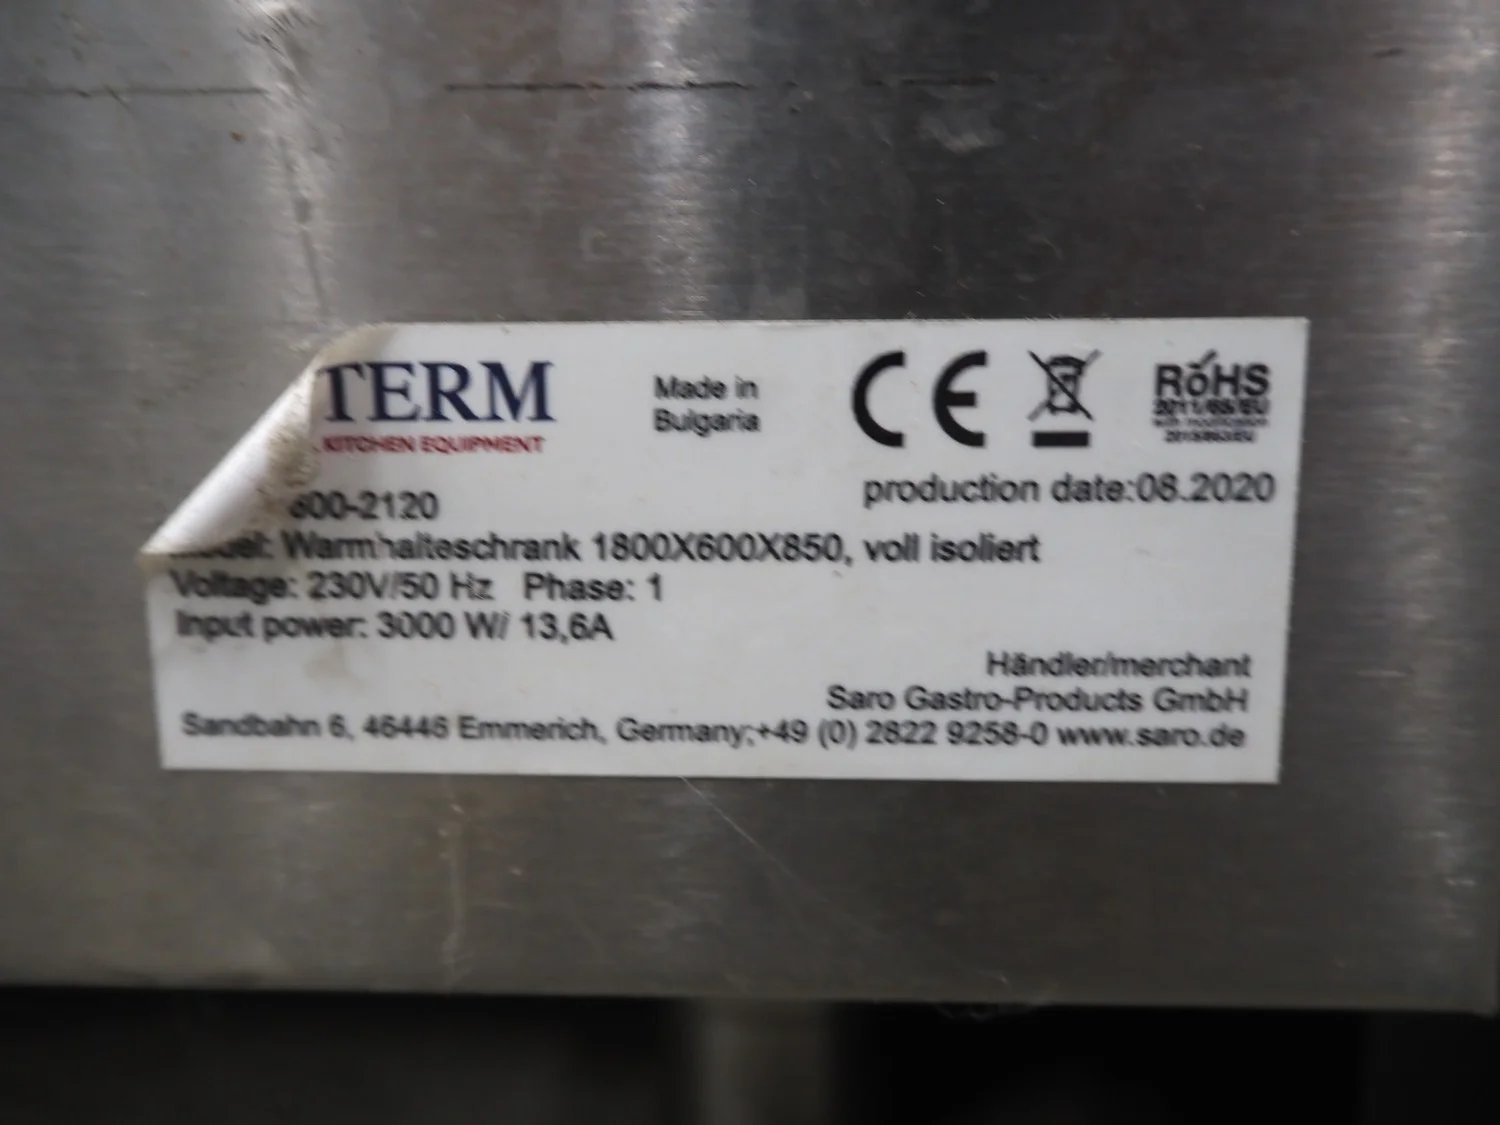 TERM
KITCHEN EQUIPMENT
Made in
Bulgaria
CE
RoHS
2011/65/EU
production date:08.2020
800-2120
Model: Warmhalteschrank 1800X600X850, voll isoliert
Voltage: 230V/50 Hz Phase: 1
Input power: 3000 W/ 13,6A
Händler/merchant
Saro Gastro-Products GmbH
Sandbahn 6, 46446 Emmerich, Germany;+49 (0) 2822 9258-0 www.saro.de